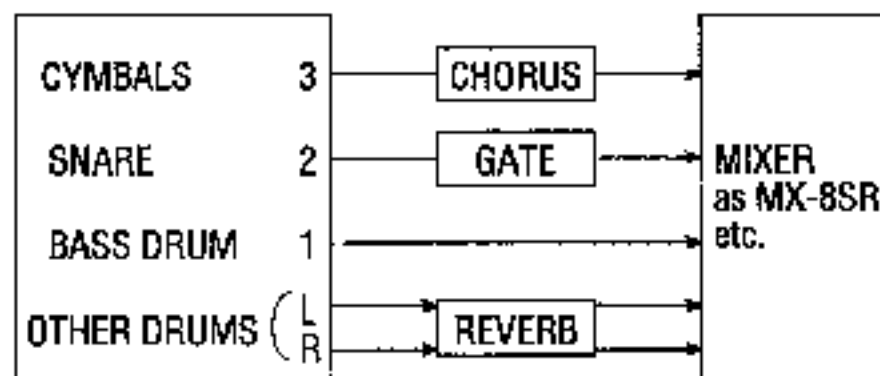 CYMBALS 3 CHORUS
SNARE 2 GATE MIXER
as MX-8SR
BASS DRUM 1 etc.
OTHER DRUMS ( L REVERB
R